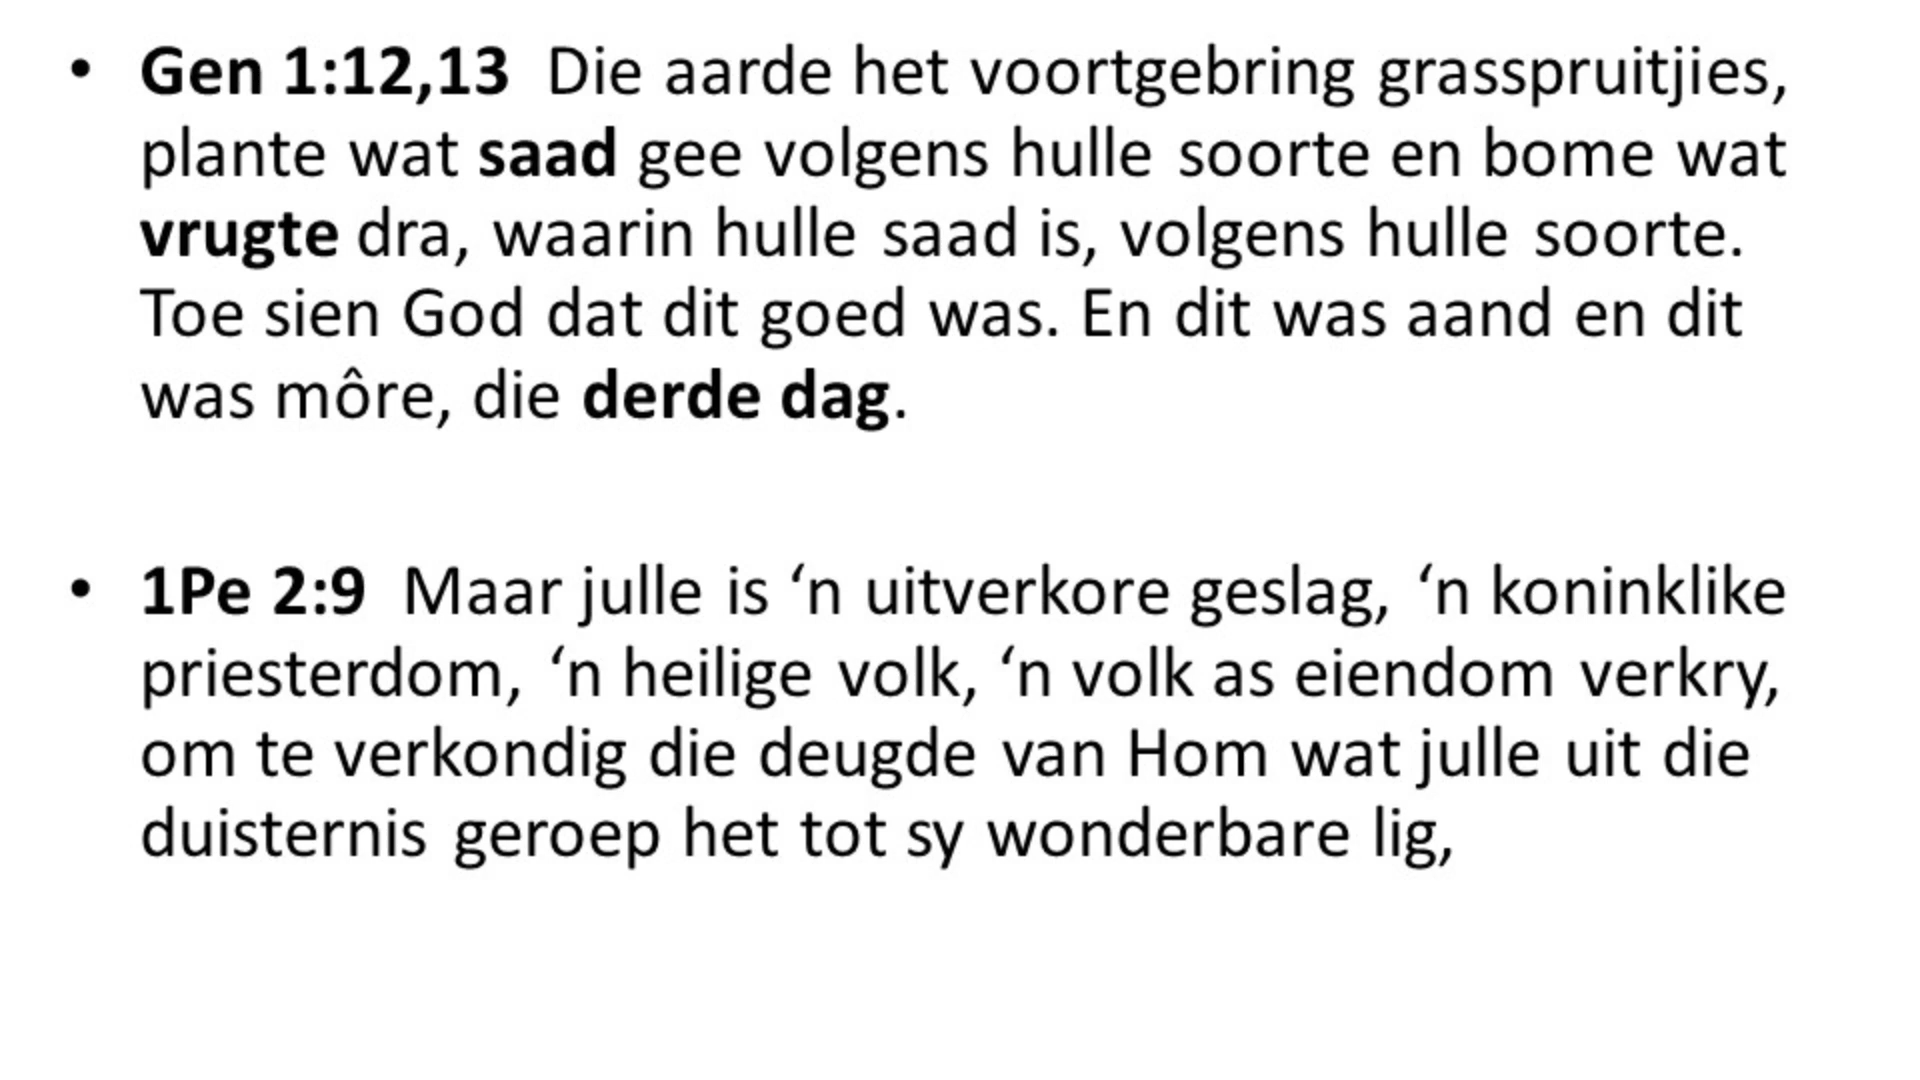 • Gen 1:12,13  Die aarde het voortgebring grasspruitjies,
plante wat saad gee volgens hulle soorte en bome wat
vrugte dra, waarin hulle saad is, volgens hulle soorte.
Toe sien God dat dit goed was. En dit was aand en dit
was môre, die derde dag.
• 1Pe 2:9  Maar julle is ‘n uitverkore geslag, ‘n koninklike
priesterdom, ‘n heilige volk, ‘n volk as eiendom verkry,
om te verkondig die deugde van Hom wat julle uit die
duisternis geroep het tot sy wonderbare lig,